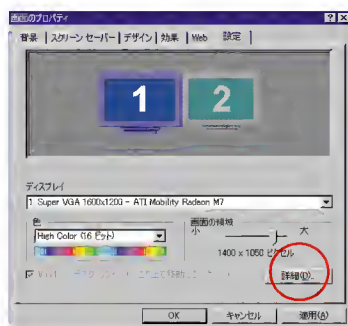 画面のプロパティ
背景 スクリーン セーバー デザイン 効果 Web 設定
1 2
ディスプレイ
1. Super VGA 1600x1200 - ATI Mobility Radeon M7
色
High Color (16 ビット)
画面の領域
小 大
1400 x 1050 ピクセル
詳細(D)...
OK キャンセル 適用(A)